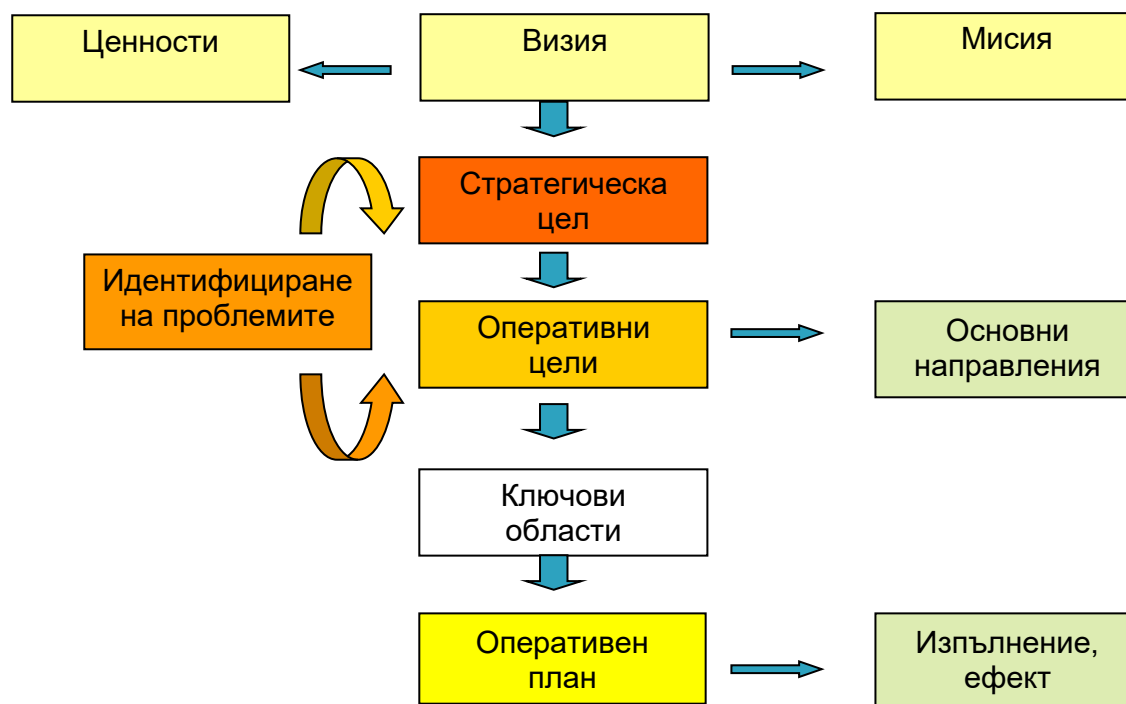 Ценности
Визия
Мисия
Стратегическа
цел
Идентифициране
на проблемите
Оперативни
цели
Основни
направления
Ключови
области
Оперативен
план
Изпълнение,
ефект